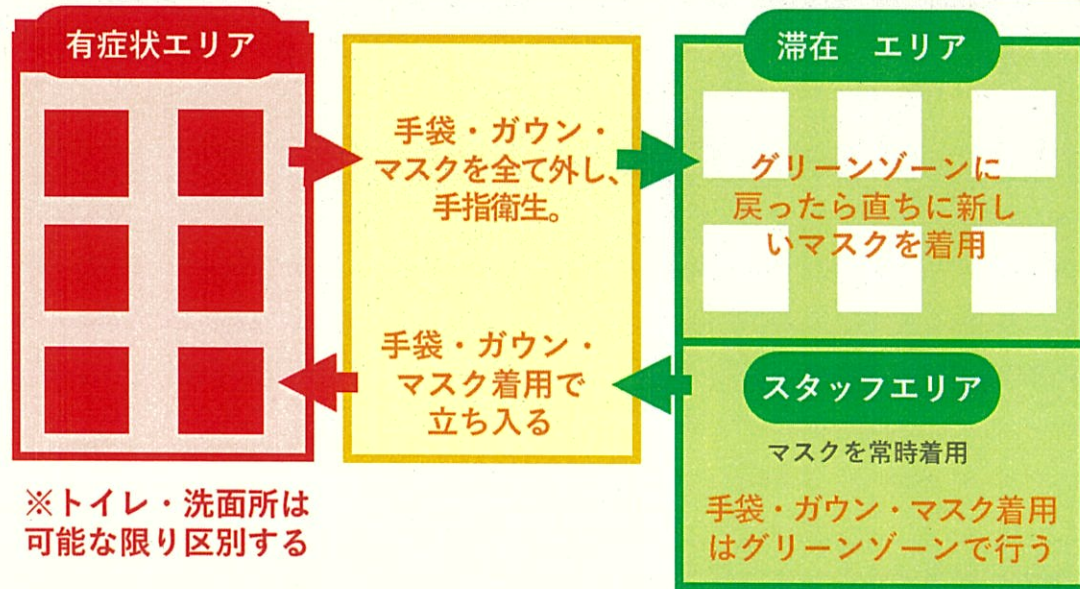 有症状エリア
※トイレ・洗面所は
可能な限り区別する
手袋・ガウン・
マスクを全て外し、
手指衛生。
手袋・ガウン・
マスク着用で
立ち入る
滞在　エリア
グリーンゾーンに
戻ったら直ちに新し
いマスクを着用
スタッフエリア
マスクを常時着用
手袋・ガウン・マスク着用
はグリーンゾーンで行う